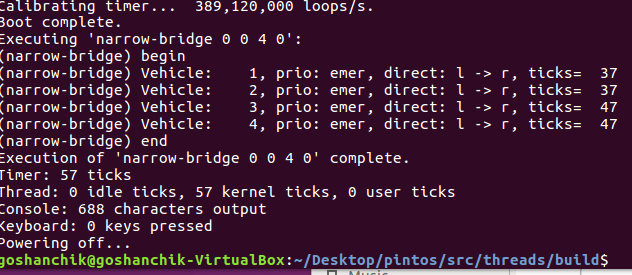 Calibrating timer...  389,120,000 loops/s.
Boot complete.
Executing 'narrow-bridge 0 0 4 0':
(narrow-bridge) begin
(narrow-bridge) Vehicle:    1, prio: emer, direct: l -> r, ticks=  37
(narrow-bridge) Vehicle:    2, prio: emer, direct: l -> r, ticks=  37
(narrow-bridge) Vehicle:    3, prio: emer, direct: l -> r, ticks=  47
(narrow-bridge) Vehicle:    4, prio: emer, direct: l -> r, ticks=  47
(narrow-bridge) end
Execution of 'narrow-bridge 0 0 4 0' complete.
Timer: 57 ticks
Thread: 0 idle ticks, 57 kernel ticks, 0 user ticks
Console: 688 characters output
Keyboard: 0 keys pressed
Powering off...
goshanchik@goshanchik-VirtualBox:~/Desktop/pintos/src/threads/build$
Music